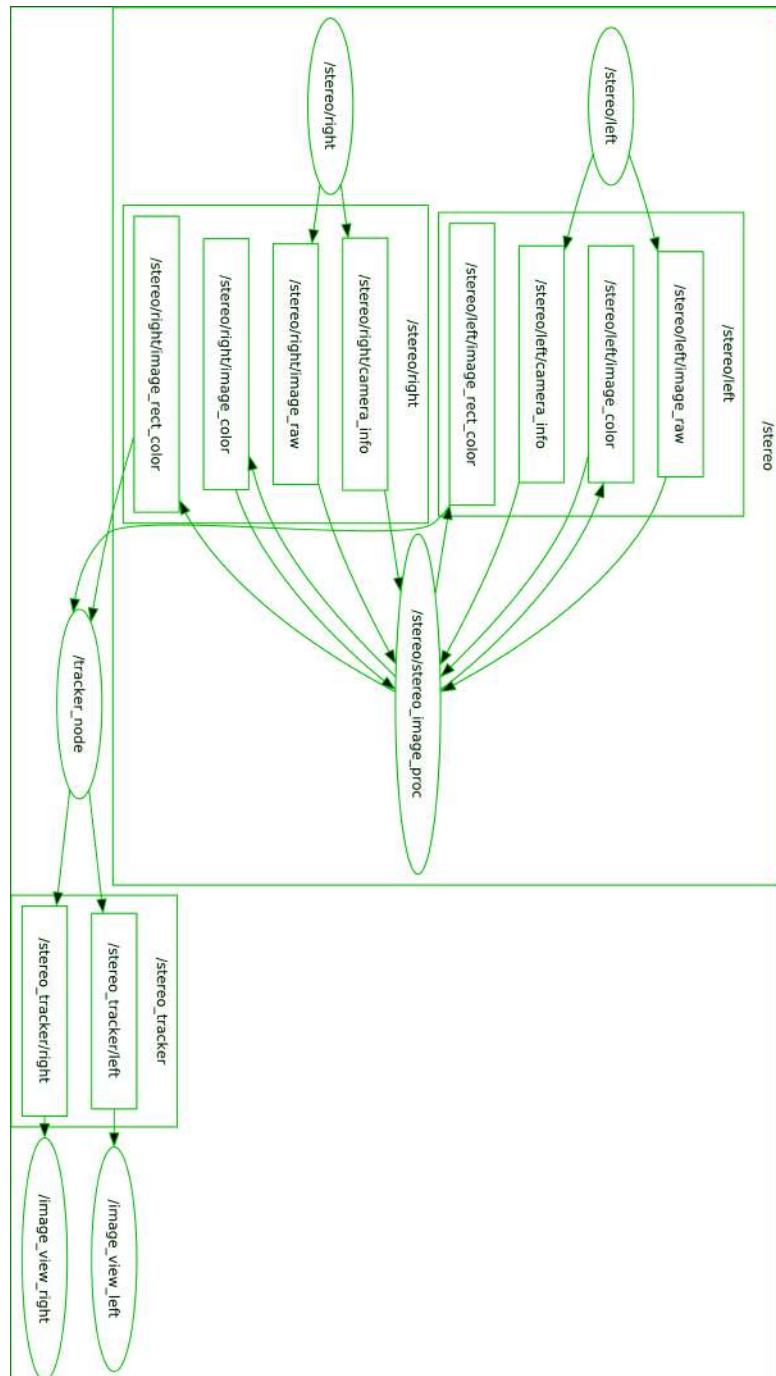 /stereo
/stereo/left
/stereo/left
/stereo/left/image_raw
/stereo/left/image_color
/stereo/left/camera_info
/stereo/left/image_rect_color
/stereo/right
/stereo/right
/stereo/right/camera_info
/stereo/right/image_raw
/stereo/right/image_color
/stereo/right/image_rect_color
/stereo/stereo_image_proc
/tracker_node
/stereo_tracker
/stereo_tracker/left
/stereo_tracker/right
/image_view_left
/image_view_right